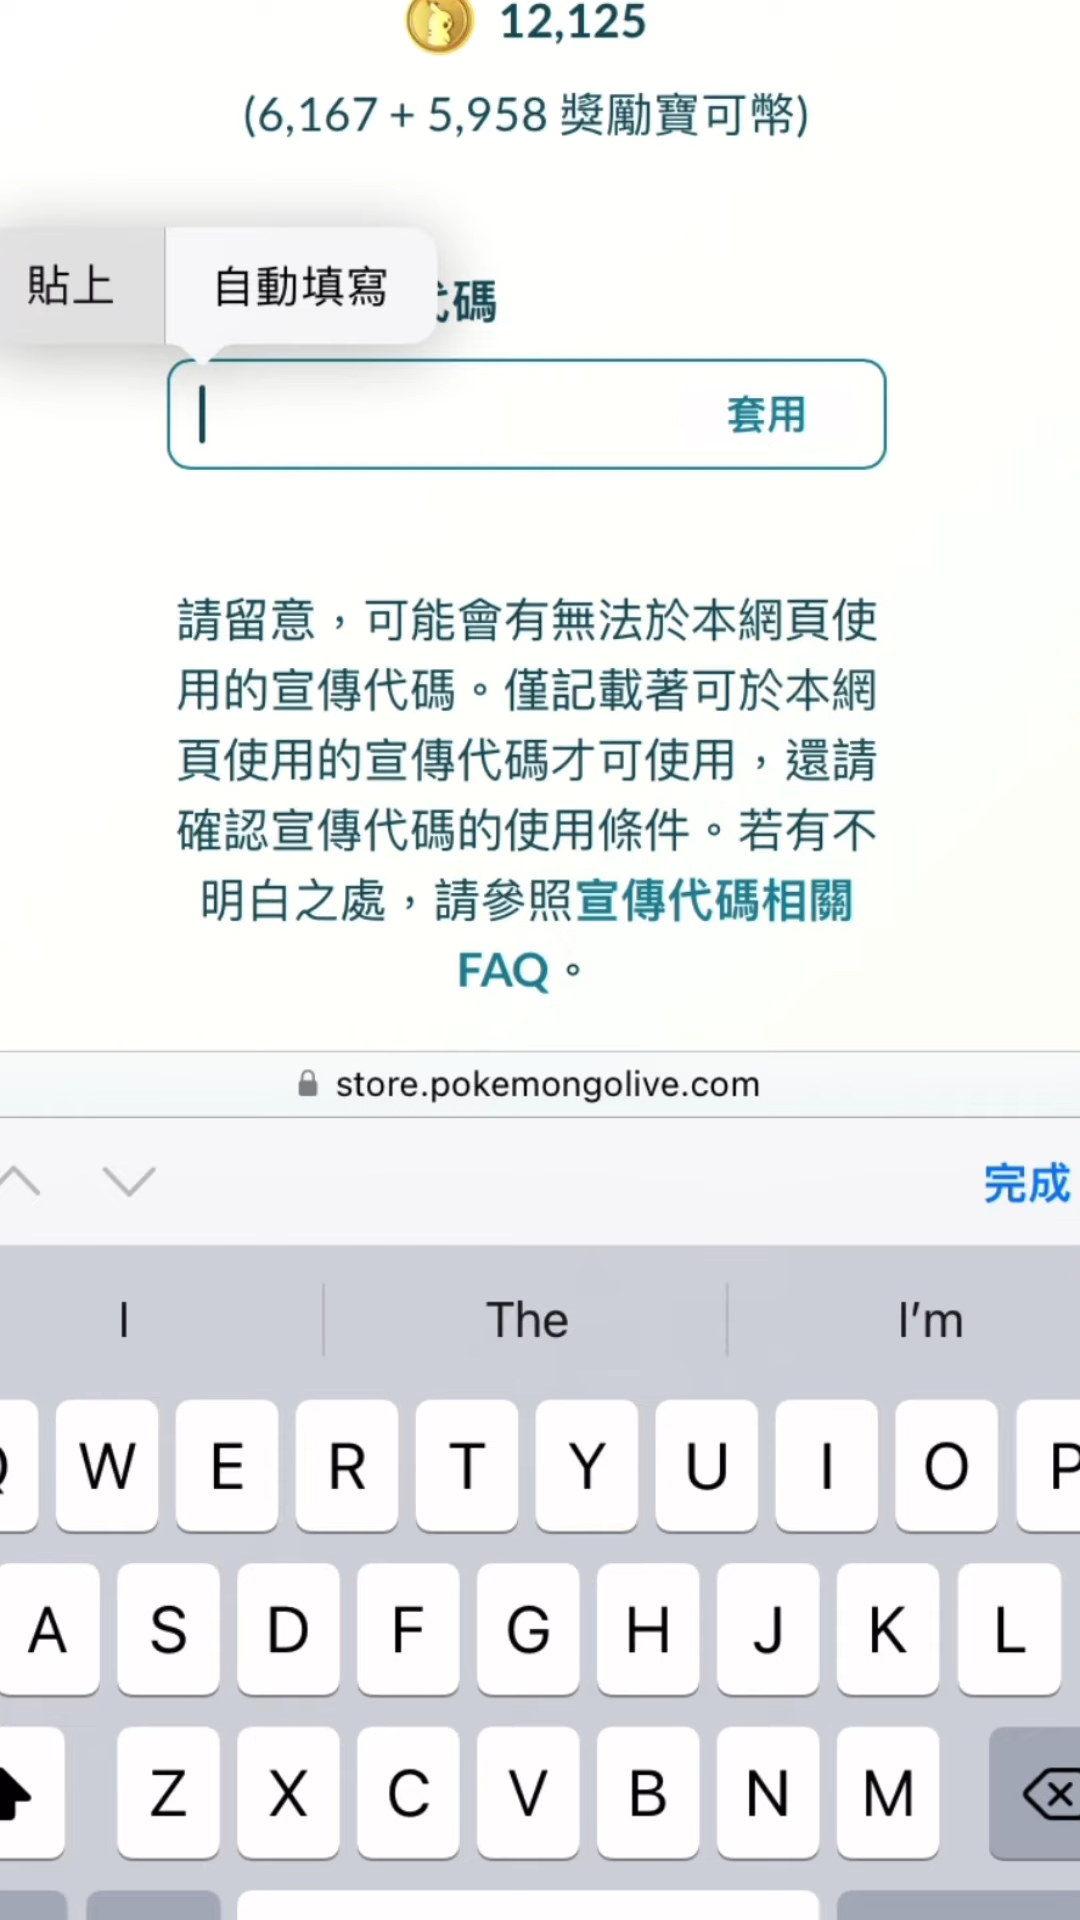 12,125
(6,167 + 5,958 獎勵寶可幣)
貼上
自動填寫
代碼
套用
請留意，可能會有無法於本網頁使
用的宣傳代碼。僅記載著可於本網
頁使用的宣傳代碼才可使用，還請
確認宣傳代碼的使用條件。若有不
明白之處，請參照宣傳代碼相關
FAQ。
store.pokemongolive.com
完成
I The I'm
Q W E R T Y U I O P
A S D F G H J K L
Z X C V B N M